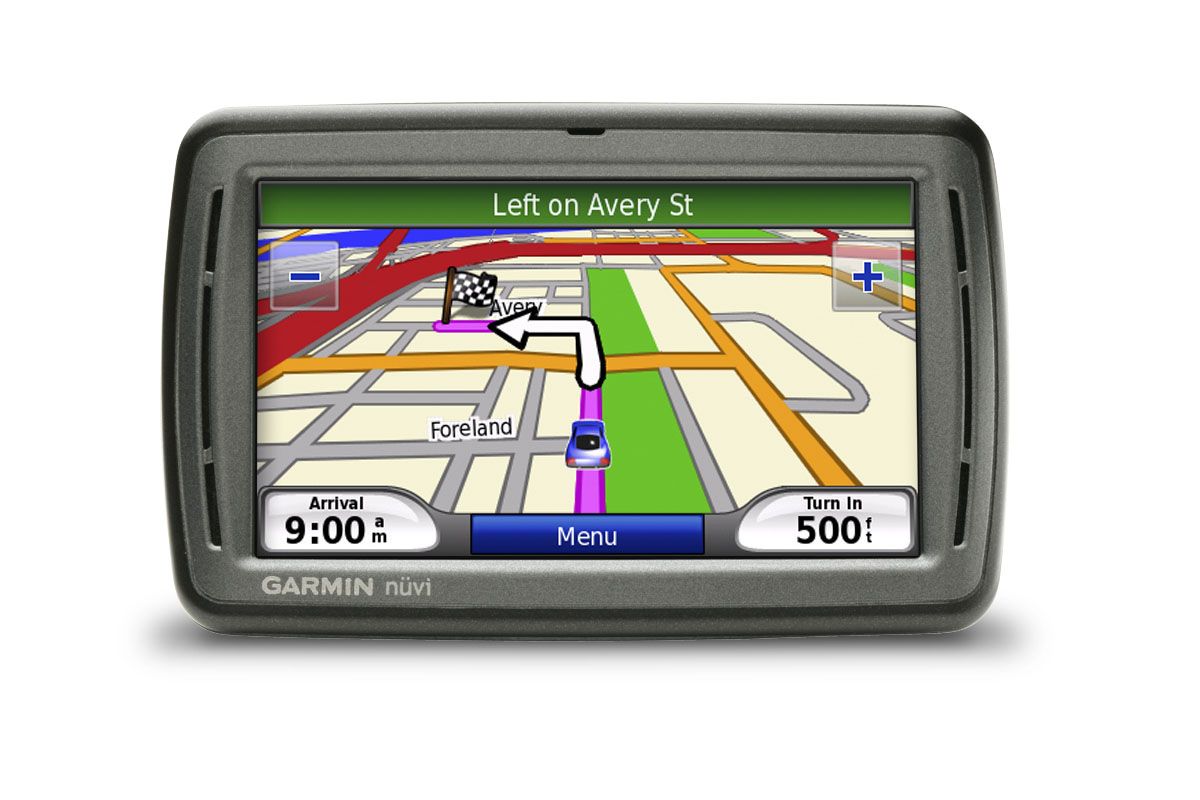 Left on Avery St
−
+
Avery
Foreland
Arrival
9:00 am
Turn In
500 ft
Menu
GARMIN nüvi